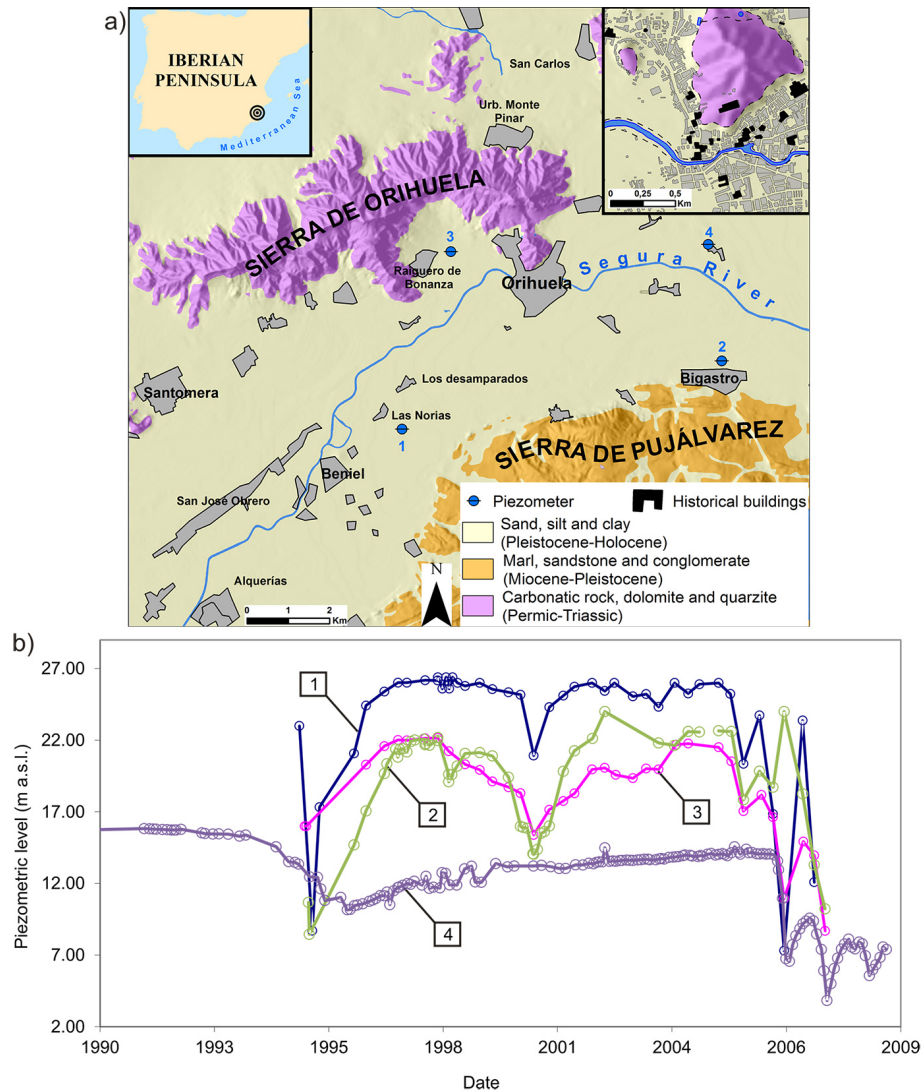 a)
IBERIAN
PENINSULA
Mediterranean Sea
San Carlos
Urb. Monte
Pinar
0 0,25 0,5
Km
SIERRA DE ORIHUELA
3
4
Raiguero de
Bonanza
Orihuela
Segura River
2
Bigastro
Santomera
Los desamparados
Las Norias
1
SIERRA DE PUJÁLVAREZ
Beniel
San José Obrero
Alquerías
0 1 2
Km
N
Piezometer
Historical buildings
Sand, silt and clay
(Pleistocene-Holocene)
Marl, sandstone and conglomerate
(Miocene-Pleistocene)
Carbonatic rock, dolomite and quarzite
(Permic-Triassic)
b)
Piezometric level (m a.s.l.)
27.00
22.00
17.00
12.00
7.00
2.00
1
2
3
4
1990 1993 1995 1998 2001 2004 2006 2009
Date